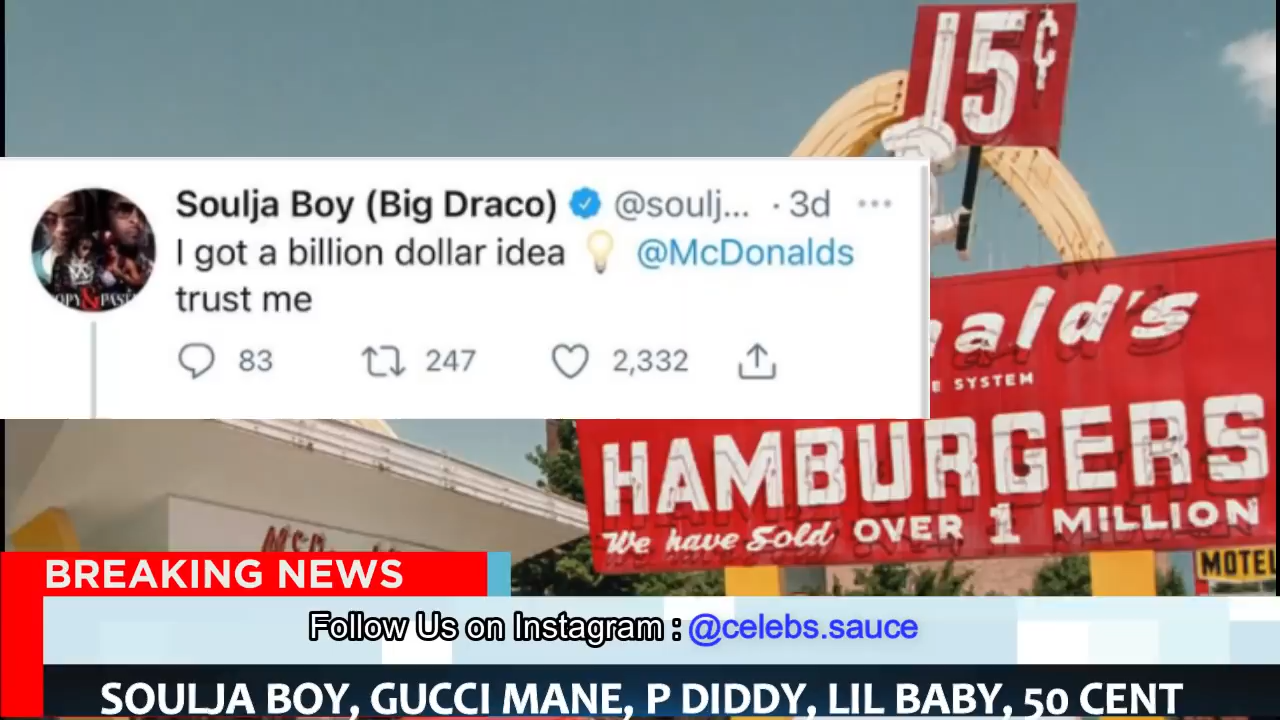 15¢
Soulja Boy (Big Draco) @soulj... · 3d ...
I got a billion dollar idea 💡 @McDonalds
trust me
83 247 2,332
ald's
SYSTEM
HAMBURGERS
We have Sold OVER 1 MILLION
MOTEL
BREAKING NEWS
Follow Us on Instagram : @celebs.sauce
SOULJA BOY, GUCCI MANE, P DIDDY, LIL BABY, 50 CENT